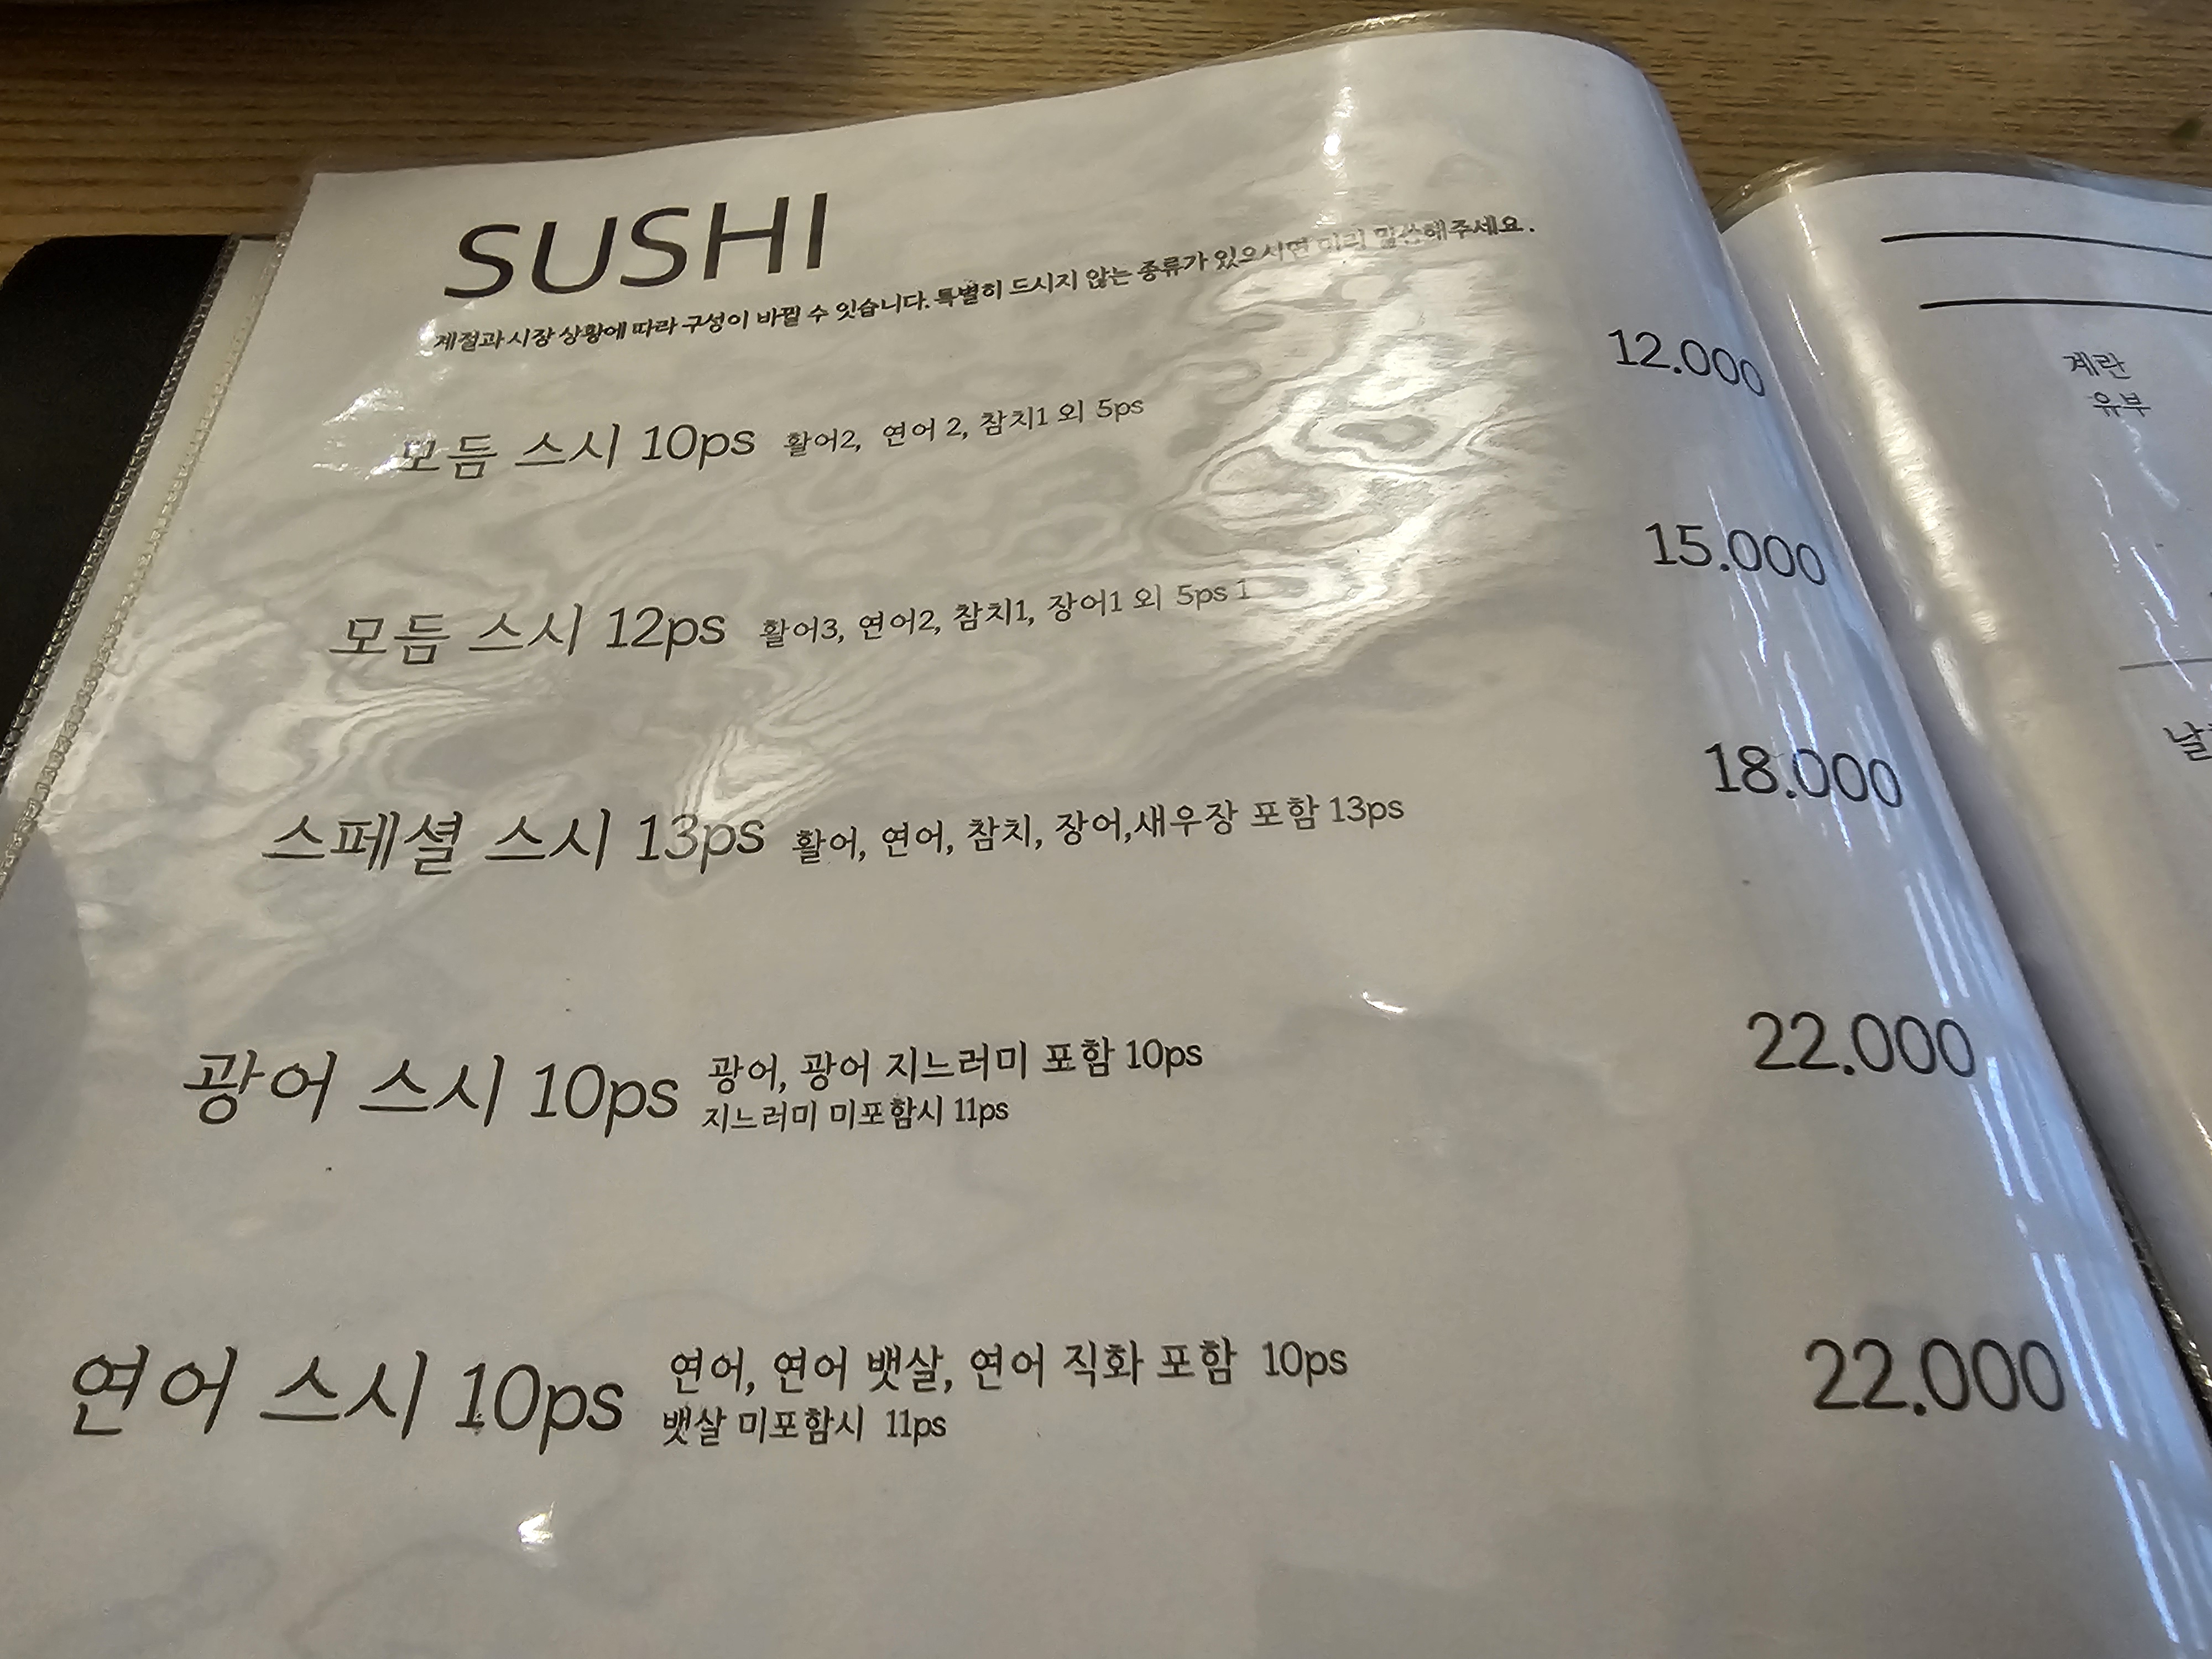 SUSHI
계절과 시장 상황에 따라 구성이 바뀔 수 잇습니다. 특별히 드시지 않는 종류가 있으시면 미리 말씀해주세요.
모듬 스시 10ps 활어2, 연어 2, 참치1 외 5ps 12.000
모듬 스시 12ps 활어3, 연어2, 참치1, 장어1 외 5ps 1 15.000
스페셜 스시 13ps 활어, 연어, 참치, 장어,새우장 포함 13ps 18.000
광어 스시 10ps 광어, 광어 지느러미 포함 10ps 22.000
지느러미 미포함시 11ps
연어 스시 10ps 연어, 연어 뱃살, 연어 직화 포함 10ps 22.000
뱃살 미포함시 11ps
계란
유부
날